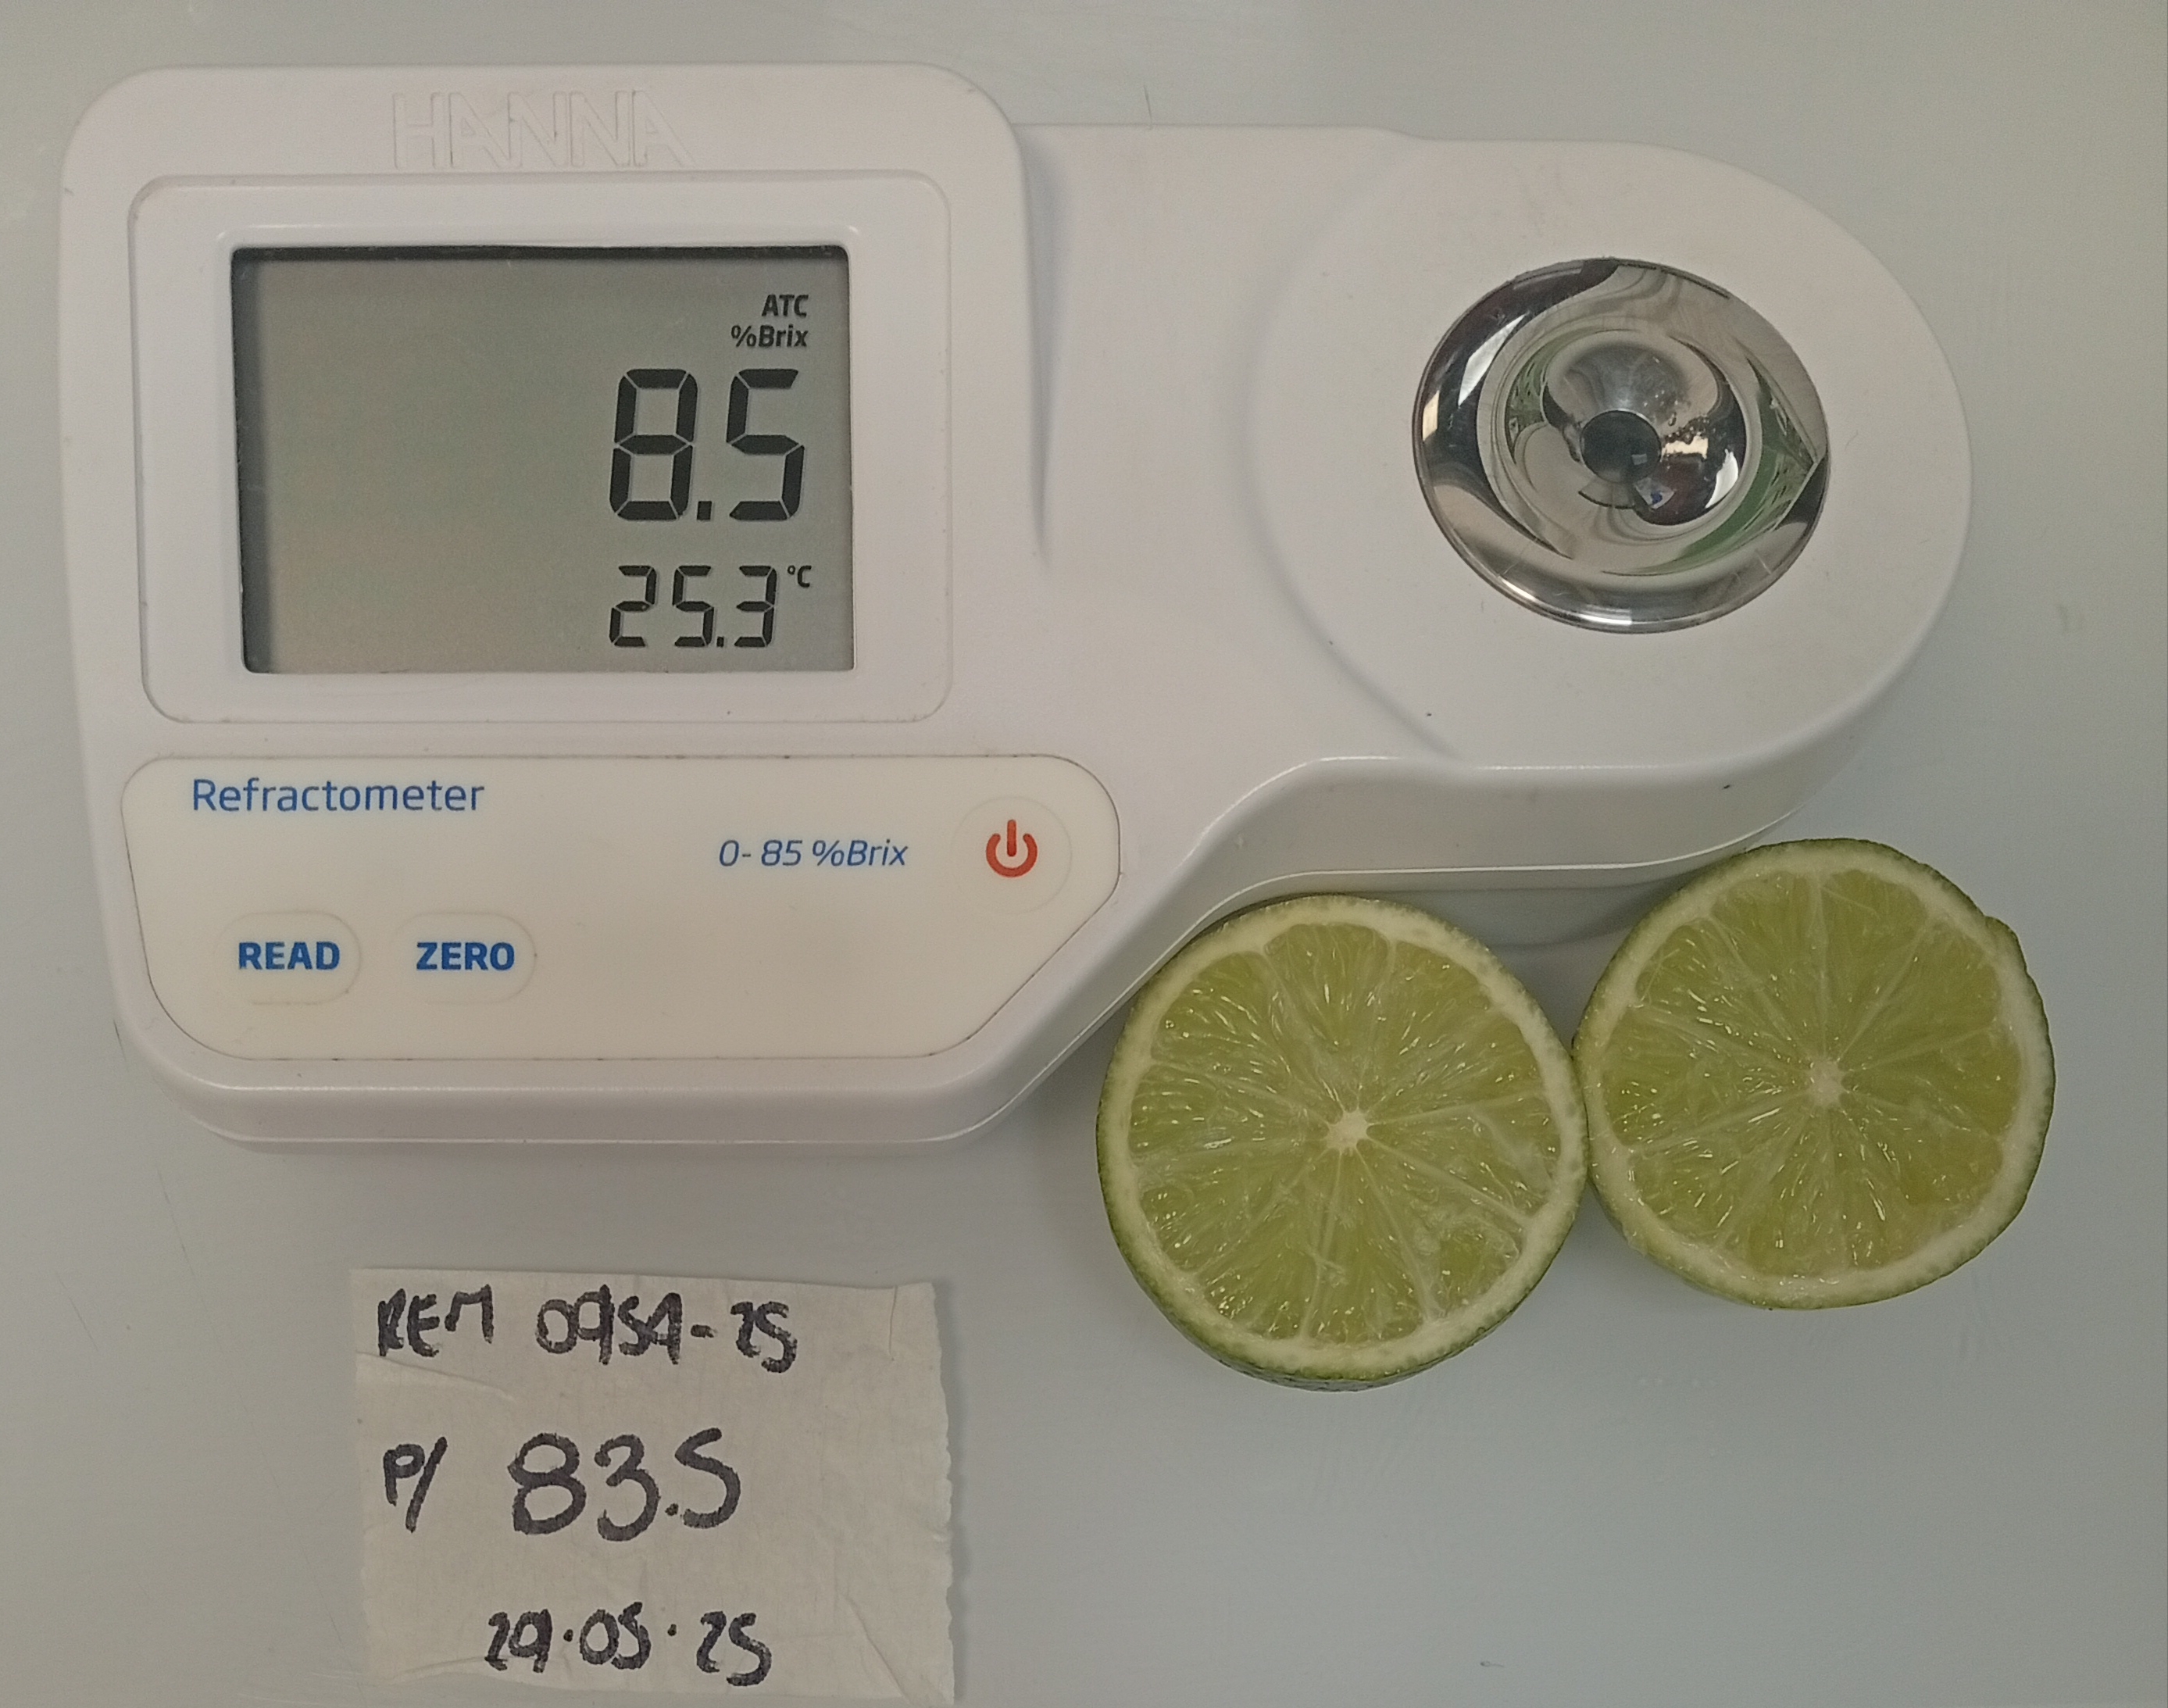 HANNA
ATC
%Brix
8.5
25.3 °C
Refractometer
0-85 %Brix
READ
ZERO
REM 0959-25
P/ 83.5
29.05.25